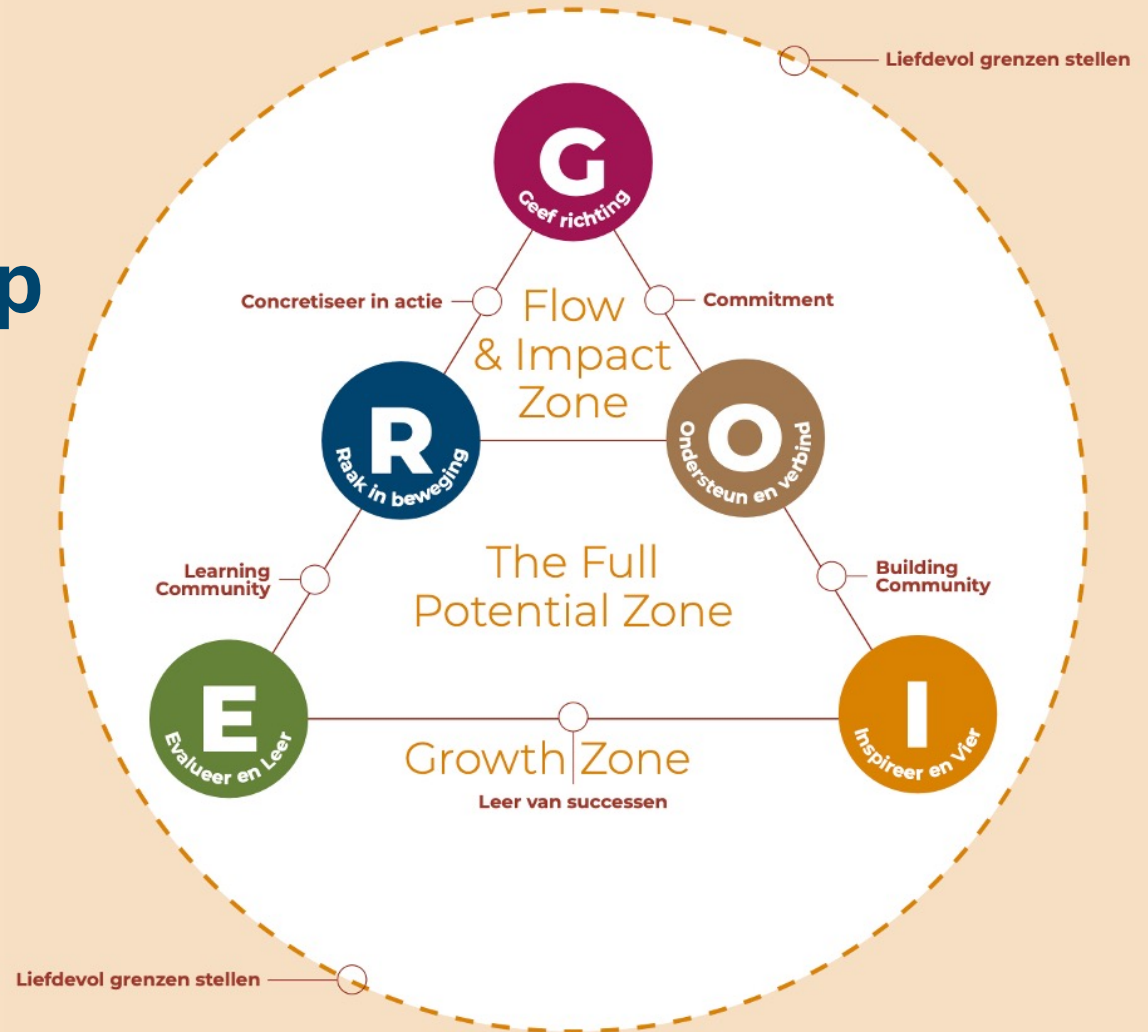 Liefdevol grenzen stellen
G
Geef richting
p
Concretiseer in actie
Flow
& Impact
Zone
Commitment
R
Raak in beweging
O
Ondersteun en verbind
Learning
Community
The Full
Potential Zone
Building
Community
E
Evalueer en Leer
I
Inspireer en Vier
Growth Zone
Leer van successen
Liefdevol grenzen stellen